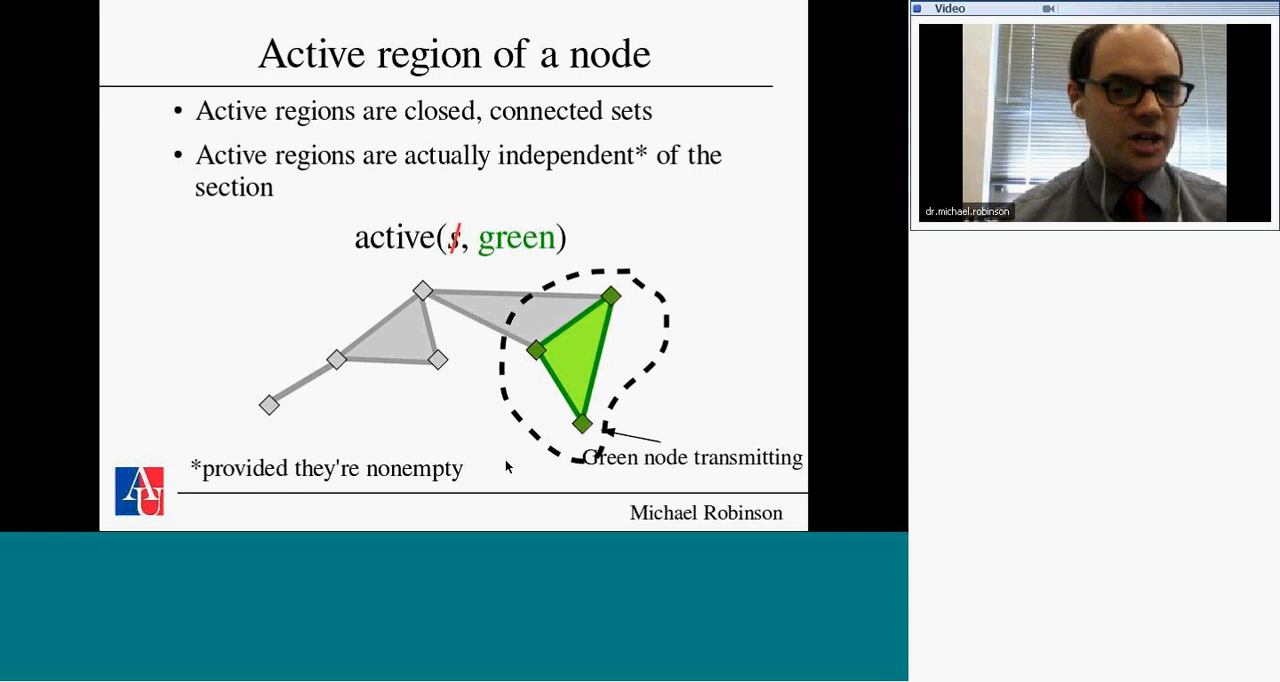 Active region of a node
• Active regions are closed, connected sets
• Active regions are actually independent* of the
section
active(s, green)
Green node transmitting
*provided they're nonempty
AU
Michael Robinson
Video
dr.michael.robinson